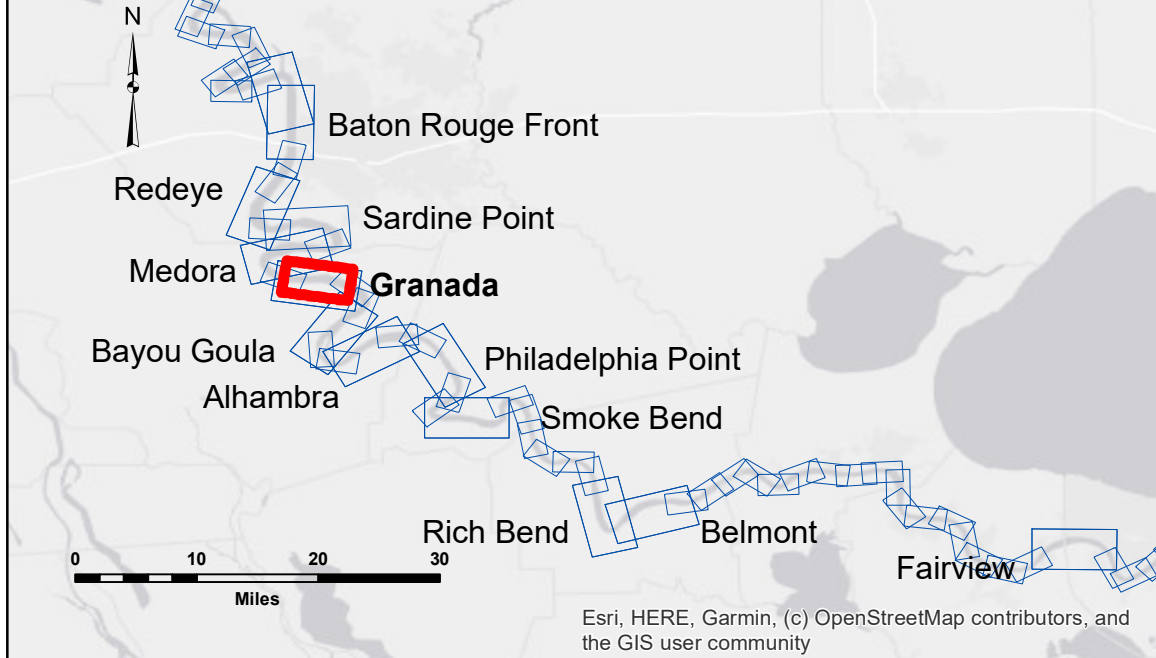 N
Baton Rouge Front
Redeye
Sardine Point
Medora
Granada
Bayou Goula
Philadelphia Point
Alhambra
Smoke Bend
Rich Bend
Belmont
Fairview
0 10 20 30
Miles
Esri, HERE, Garmin, (c) OpenStreetMap contributors, and
the GIS user community